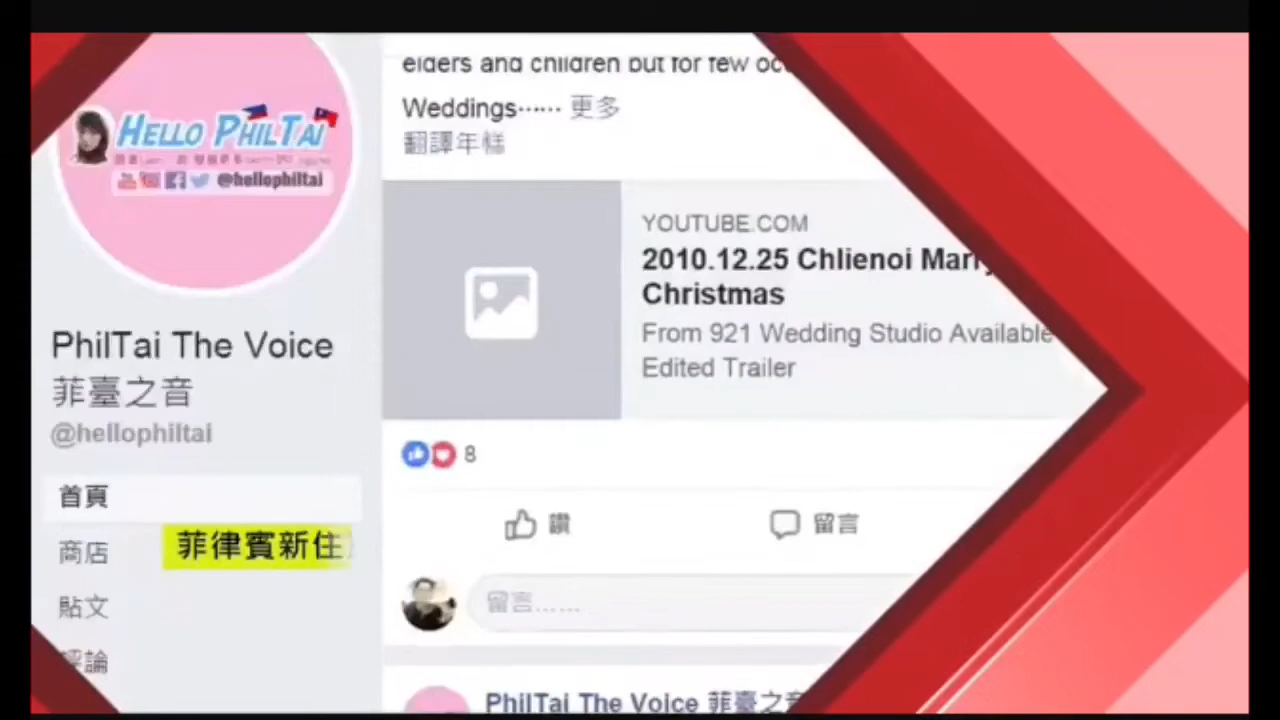 HELLO PHILTAI
@hellophiltai
PhilTai The Voice
菲臺之音
@hellophiltai
首頁
商店
菲律賓新住
貼文
評論
elders and children but for few
Weddings⋯⋯ 更多
翻譯年糕
YOUTUBE.COM
2010.12.25 Chlienoi Marry
Christmas
From 921 Wedding Studio Available
Edited Trailer
8
讚
留言
留言……
PhilTai The Voice 菲臺之音